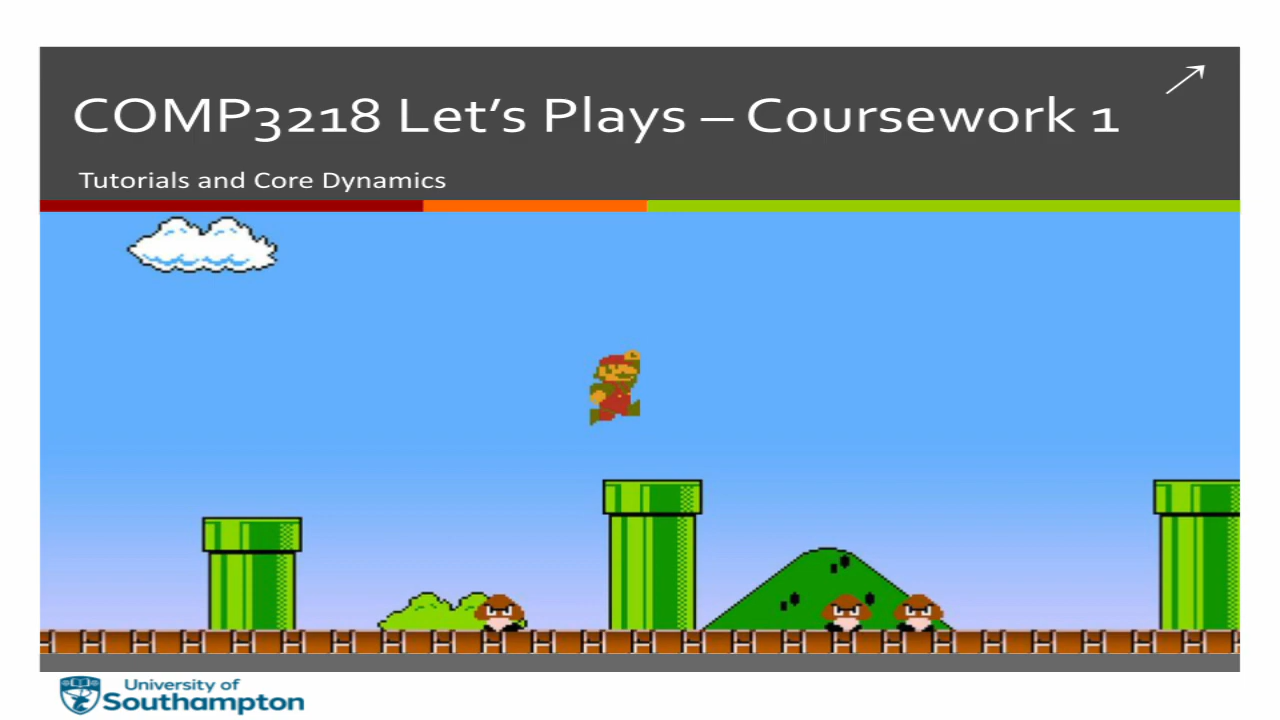 COMP3218 Let’s Plays – Coursework 1
Tutorials and Core Dynamics
University of
Southampton